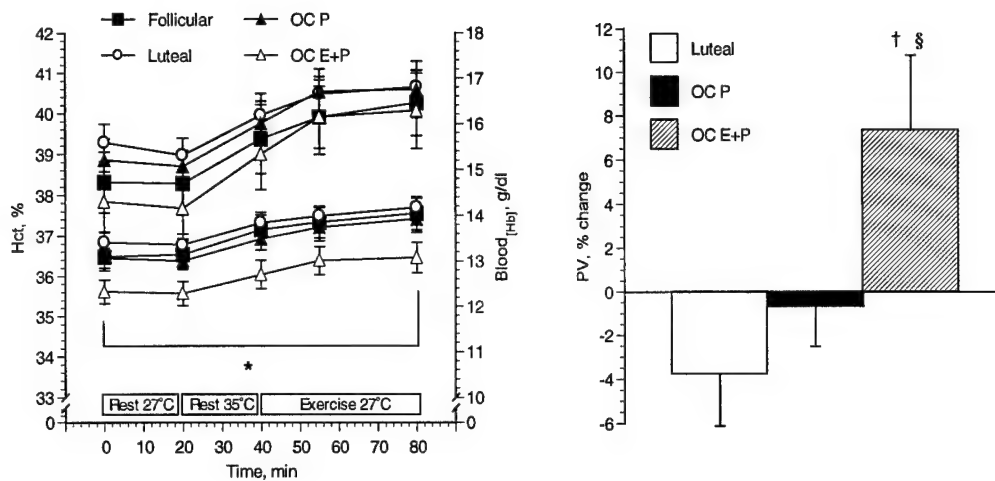 Follicular
OC P
Luteal
OC E+P
Hct, %
42
41
40
39
38
37
36
35
34
33
0
18
17
16
15
14
13
12
11
10
0
Blood[Hb], g/dl
*
Rest 27°C
Rest 35°C
Exercise 27°C
0 10 20 30 40 50 60 70 80 90
Time, min
Luteal
OC P
OC E+P
† §
PV, % change
12
10
8
6
4
2
0
-2
-4
-6